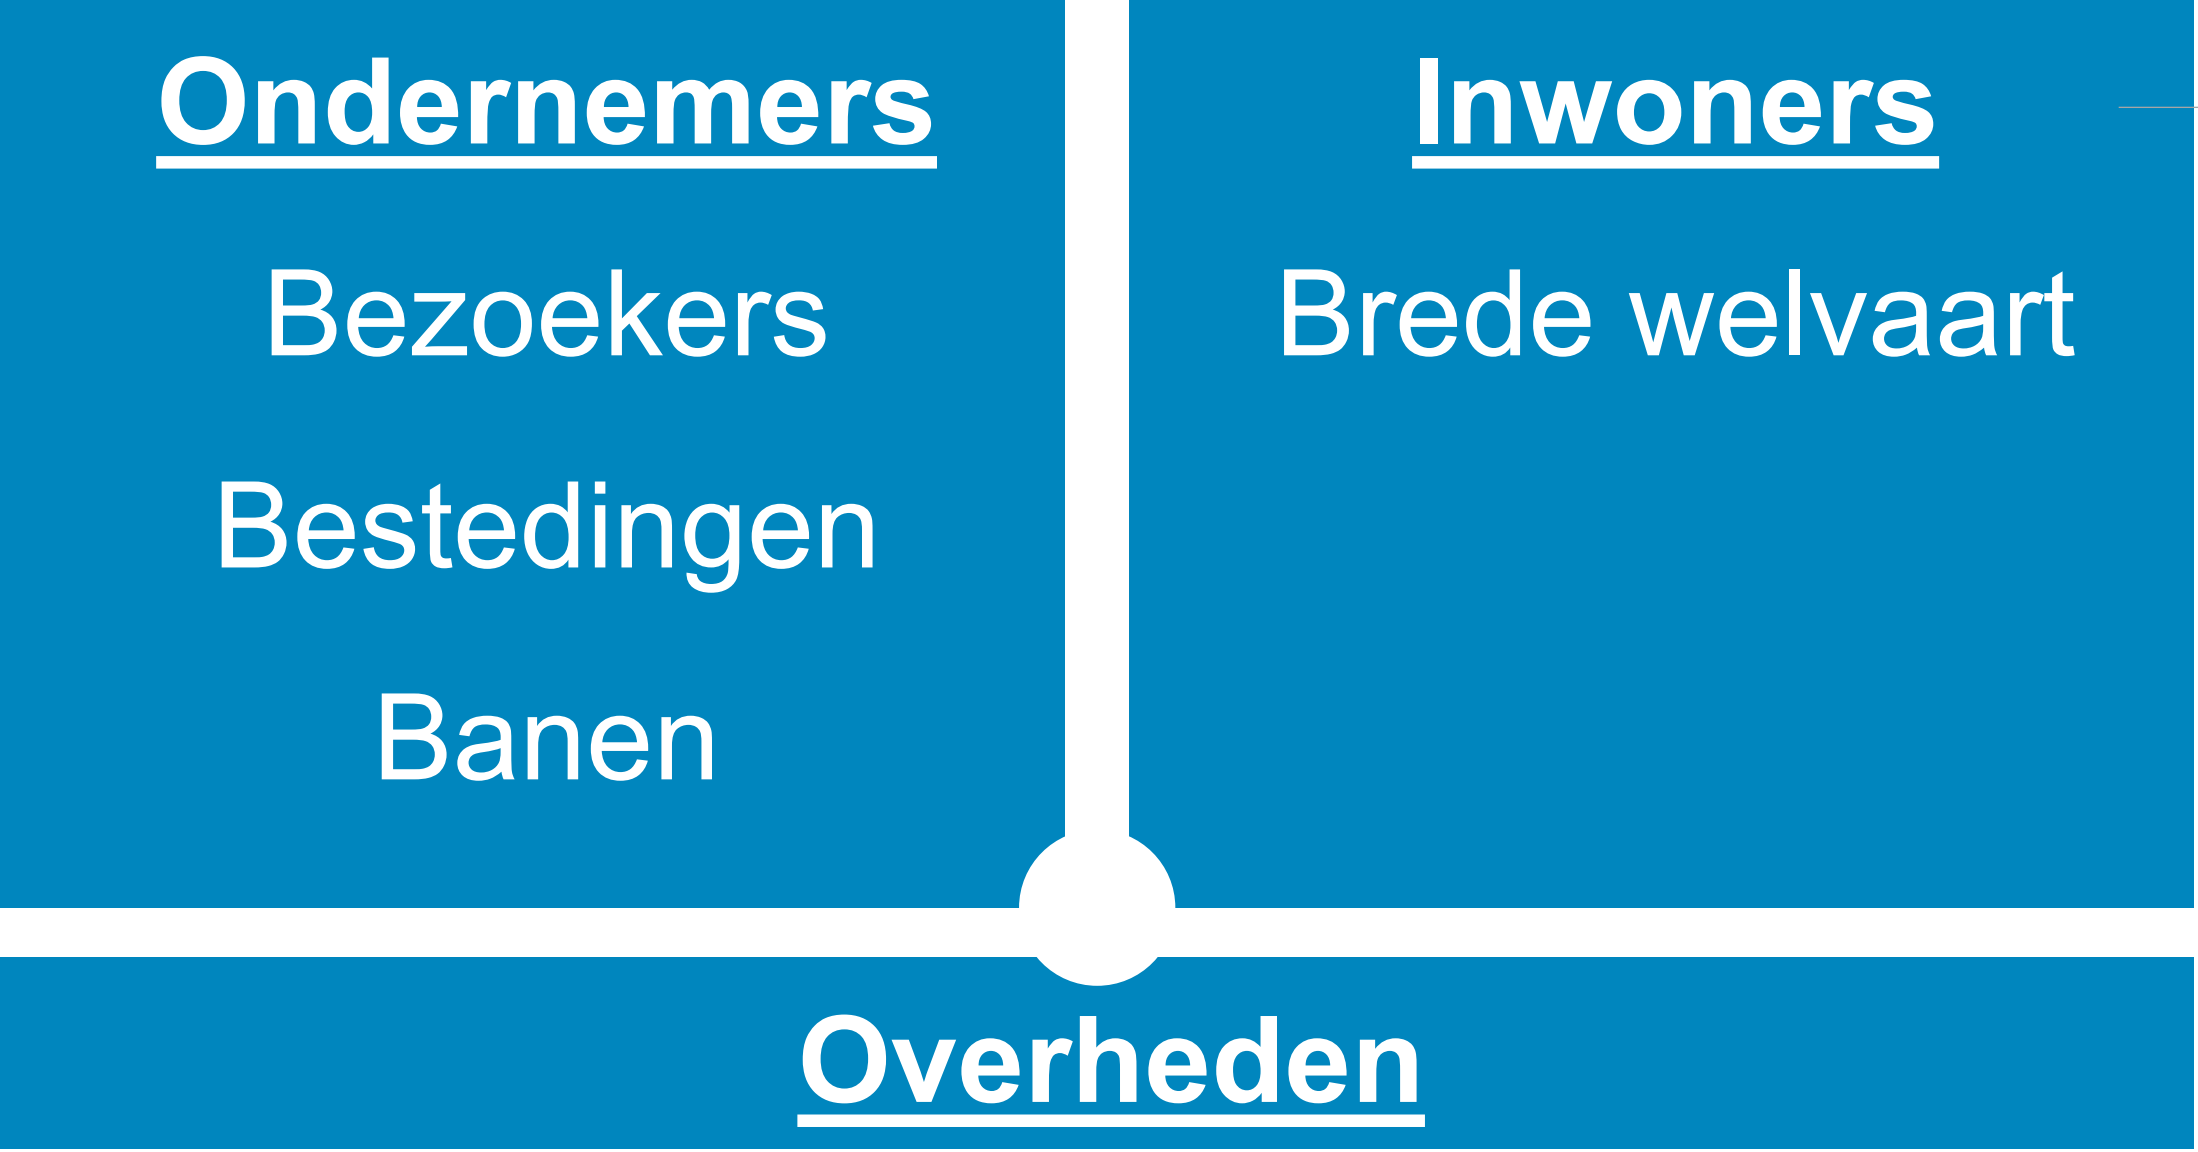 Ondernemers
Bezoekers
Bestedingen
Banen
Inwoners
Brede welvaart
Overheden